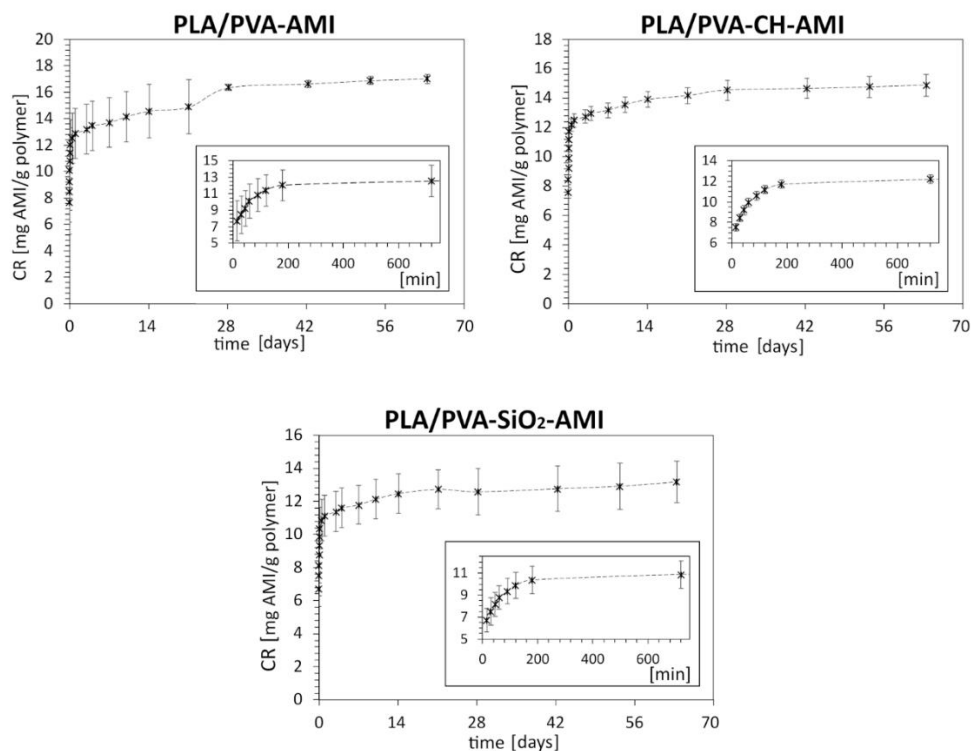 PLA/PVA-AMI
20
18
16
14
12
10
8
6
4
2
0
CR [mg AMI/g polymer]
15
13
11
9
7
5
0 200 400 600
[min]
0 14 28 42 56 70
time [days]
PLA/PVA-CH-AMI
18
16
14
12
10
8
6
4
2
0
CR [mg AMI/g polymer]
14
12
10
8
6
0 200 400 600
[min]
0 14 28 42 56 70
time [days]
PLA/PVA-SiO₂-AMI
16
14
12
10
8
6
4
2
0
CR [mg AMI/g polymer]
11
9
7
5
0 200 400 600
[min]
0 14 28 42 56 70
time [days]